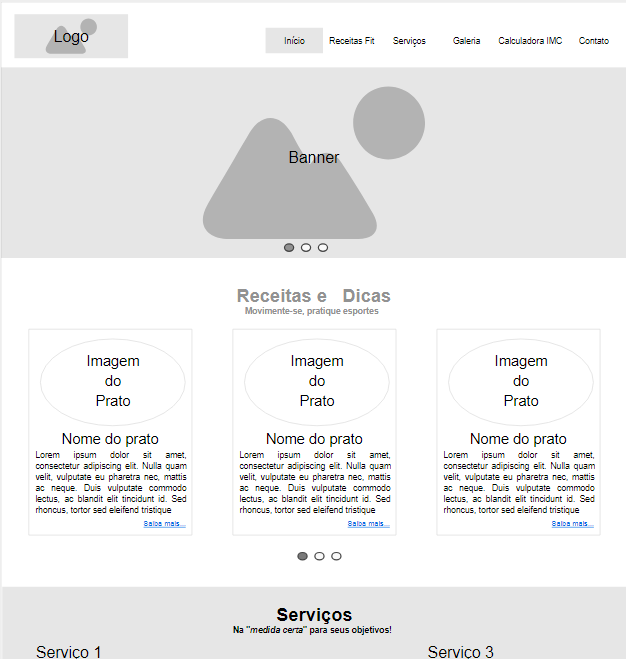 Logo
Início Receitas Fit Serviços Galeria Calculadora IMC Contato
Banner
Receitas e Dicas
Movimente-se, pratique esportes
Imagem
do
Prato
Nome do prato
Lorem ipsum dolor sit amet,
consectetur adipiscing elit. Nulla quam
velit, vulputate eu pharetra nec, mattis
ac neque. Duis vulputate commodo
lectus, ac blandit elit tincidunt id. Sed
rhoncus, tortor sed eleifend tristique
Saiba mais...
Imagem
do
Prato
Nome do prato
Lorem ipsum dolor sit amet,
consectetur adipiscing elit. Nulla quam
velit, vulputate eu pharetra nec, mattis
ac neque. Duis vulputate commodo
lectus, ac blandit elit tincidunt id. Sed
rhoncus, tortor sed eleifend tristique
Saiba mais...
Imagem
do
Prato
Nome do prato
Lorem ipsum dolor sit amet,
consectetur adipiscing elit. Nulla quam
velit, vulputate eu pharetra nec, mattis
ac neque. Duis vulputate commodo
lectus, ac blandit elit tincidunt id. Sed
rhoncus, tortor sed eleifend tristique
Saiba mais...
Serviços
Na "medida certa" para seus objetivos!
Serviço 1 Serviço 3